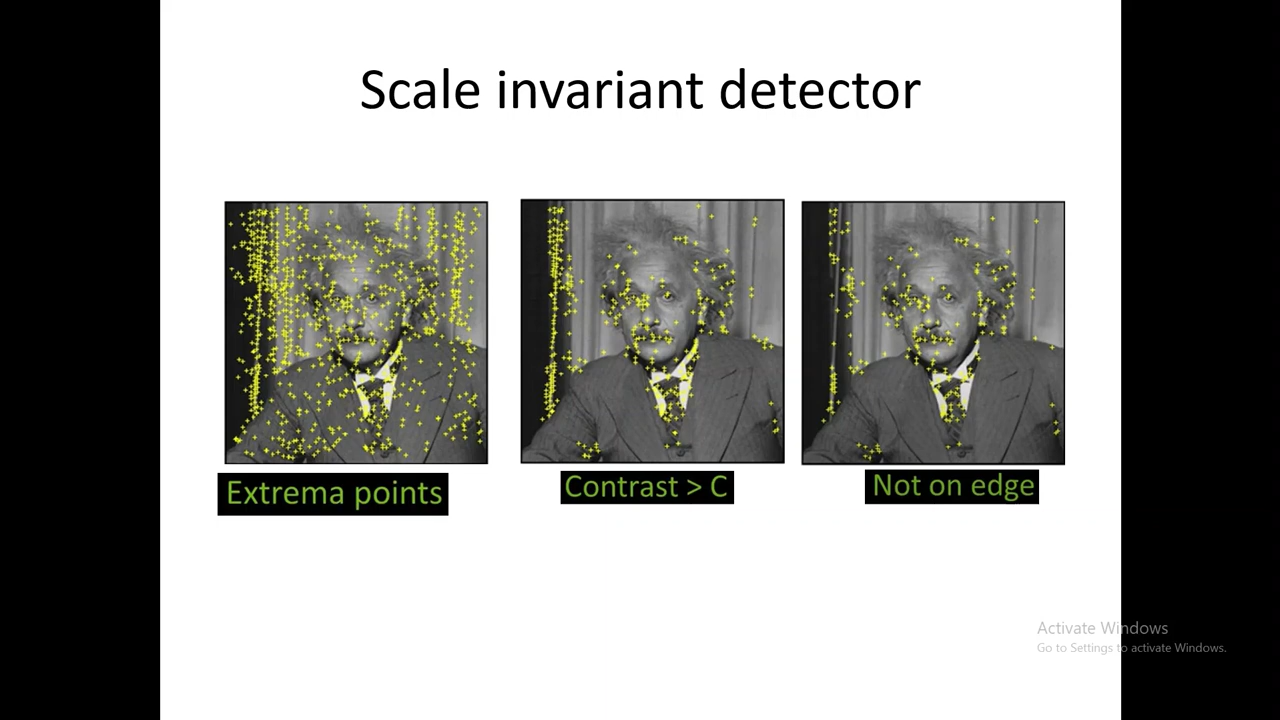 Scale invariant detector
Extrema points
Contrast > C
Not on edge
Activate Windows
Go to Settings to activate Windows.